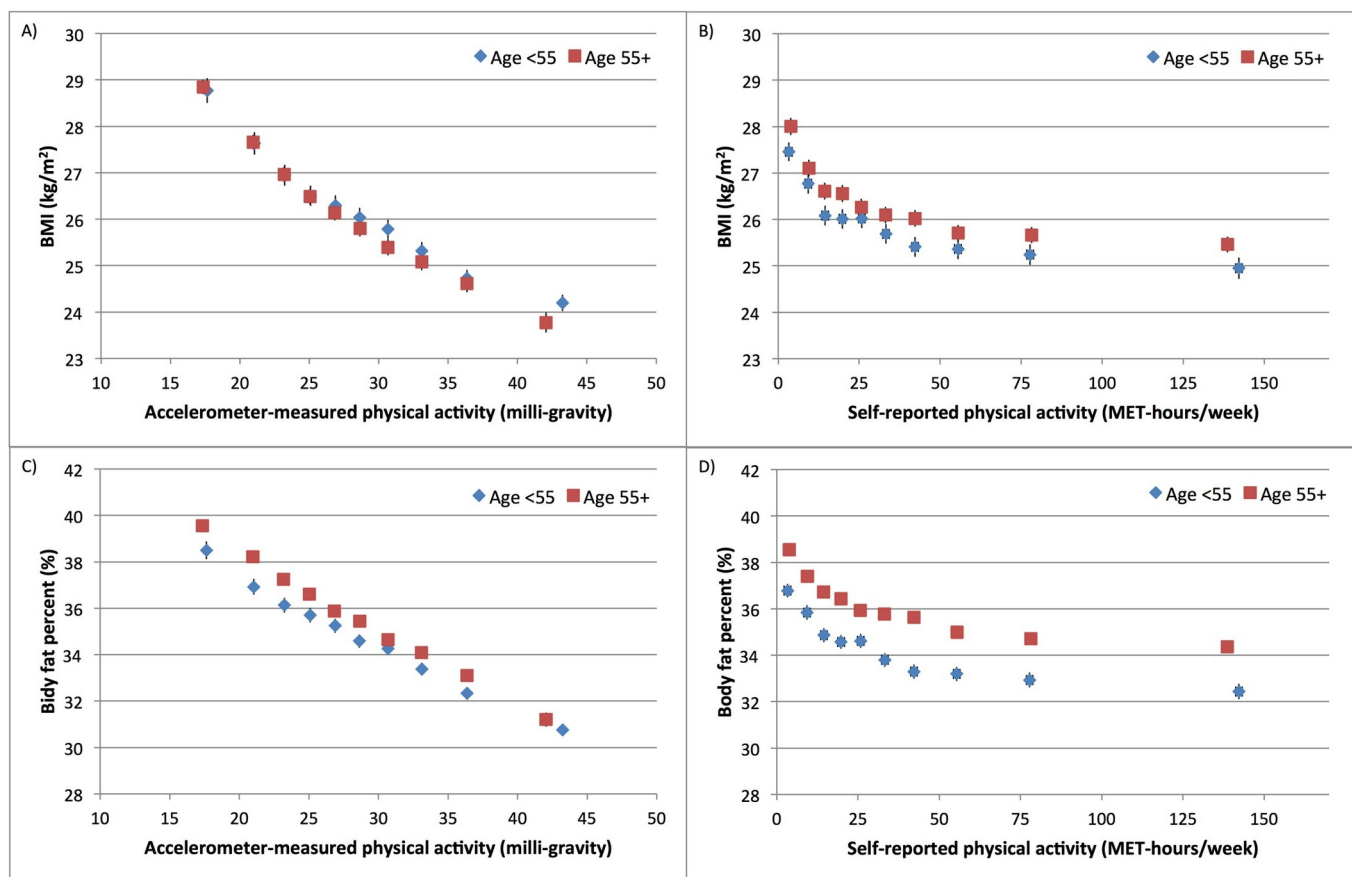 A)
Age <55 Age 55+
30
29
28
27
26
25
24
23
BMI (kg/m²)
10 15 20 25 30 35 40 45 50
Accelerometer-measured physical activity (milli-gravity)
B)
Age <55 Age 55+
30
29
28
27
26
25
24
23
BMI (kg/m²)
0 25 50 75 100 125 150
Self-reported physical activity (MET-hours/week)
C)
Age <55 Age 55+
42
40
38
36
34
32
30
28
Bidy fat percent (%)
10 15 20 25 30 35 40 45 50
Accelerometer-measured physical activity (milli-gravity)
D)
Age <55 Age 55+
42
40
38
36
34
32
30
28
Body fat percent (%)
0 25 50 75 100 125 150
Self-reported physical activity (MET-hours/week)